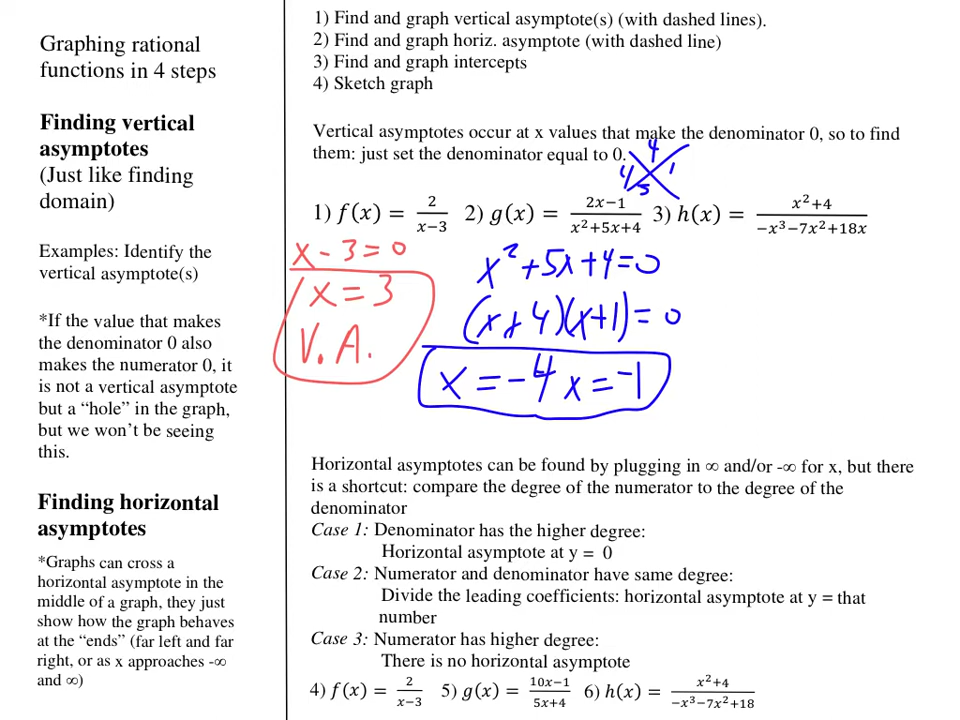 Graphing rational
functions in 4 steps
1) Find and graph vertical asymptote(s) (with dashed lines).
2) Find and graph horiz. asymptote (with dashed line)
3) Find and graph intercepts
4) Sketch graph
Finding vertical
asymptotes
(Just like finding
domain)
Examples: Identify the
vertical asymptote(s)
*If the value that makes
the denominator 0 also
makes the numerator 0, it
is not a vertical asymptote
but a “hole” in the graph,
but we won’t be seeing
this.
Vertical asymptotes occur at x values that make the denominator 0, so to find
them: just set the denominator equal to 0.
4
4 1
5
1) f(x) = 2/(x−3) 2) g(x) = (2x−1)/(x²+5x+4) 3) h(x) = (x²+4)/(−x³−7x²+18x)
x - 3 = 0
x = 3
V.A.
x² + 5x + 4 = 0
(x + 4)(x + 1) = 0
x = -4 x = -1
Finding horizontal
asymptotes
*Graphs can cross a
horizontal asymptote in the
middle of a graph, they just
show how the graph behaves
at the “ends” (far left and far
right, or as x approaches -∞
and ∞)
Horizontal asymptotes can be found by plugging in ∞ and/or -∞ for x, but there
is a shortcut: compare the degree of the numerator to the degree of the
denominator
Case 1: Denominator has the higher degree:
Horizontal asymptote at y = 0
Case 2: Numerator and denominator have same degree:
Divide the leading coefficients: horizontal asymptote at y = that
number
Case 3: Numerator has higher degree:
There is no horizontal asymptote
4) f(x) = 2/(x−3) 5) g(x) = (10x−1)/(5x+4) 6) h(x) = (x²+4)/(−x³−7x²+18)